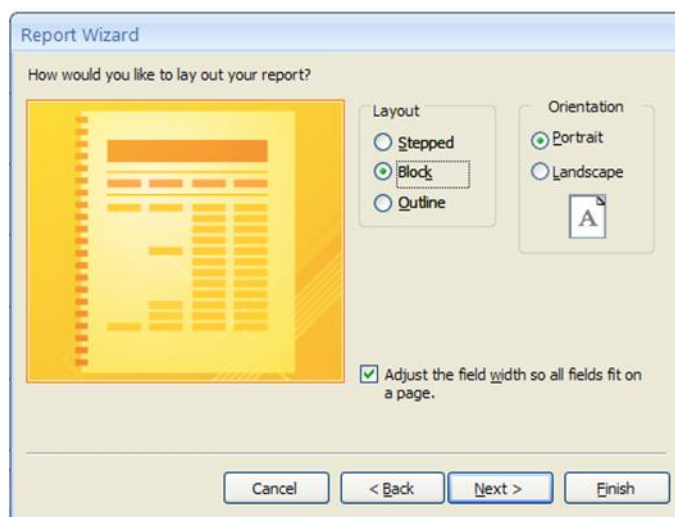 Report Wizard
How would you like to lay out your report?
Layout
Stepped
Block
Outline
Orientation
Portrait
Landscape
A
Adjust the field width so all fields fit on
a page.
Cancel
< Back
Next >
Finish